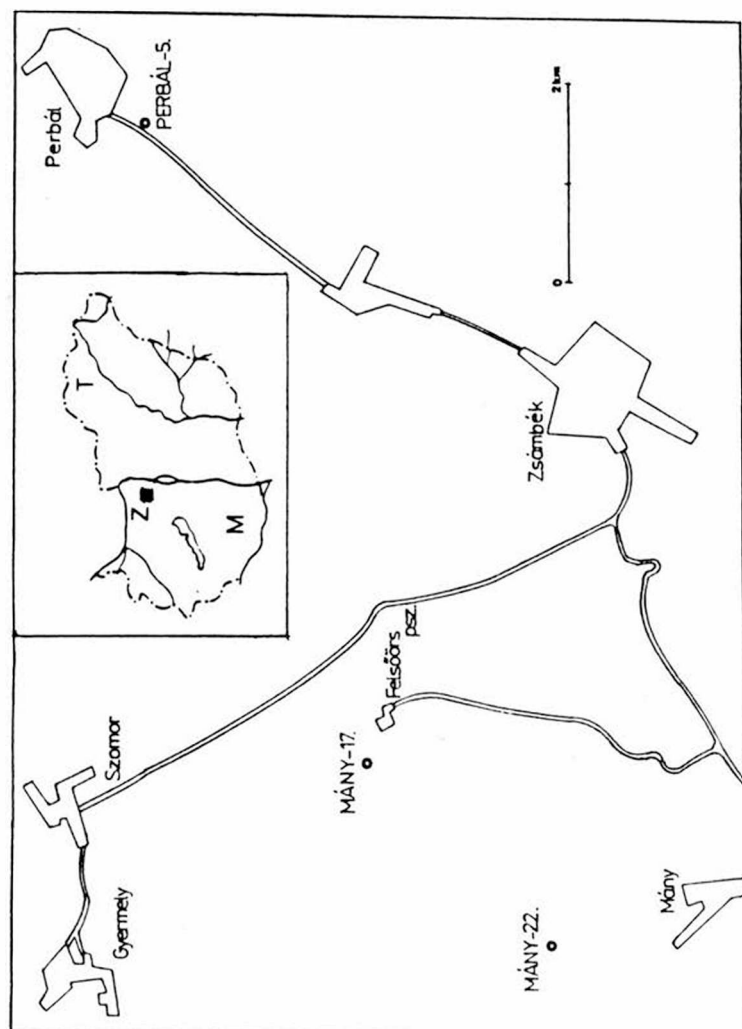 Perbál
T
Szomor
Gyermely
Z
PERBÁL-5.
M
MÁNY-17.
Felsőörs
psz.
Zsámbék
MÁNY-22.
0 2 km
Mány